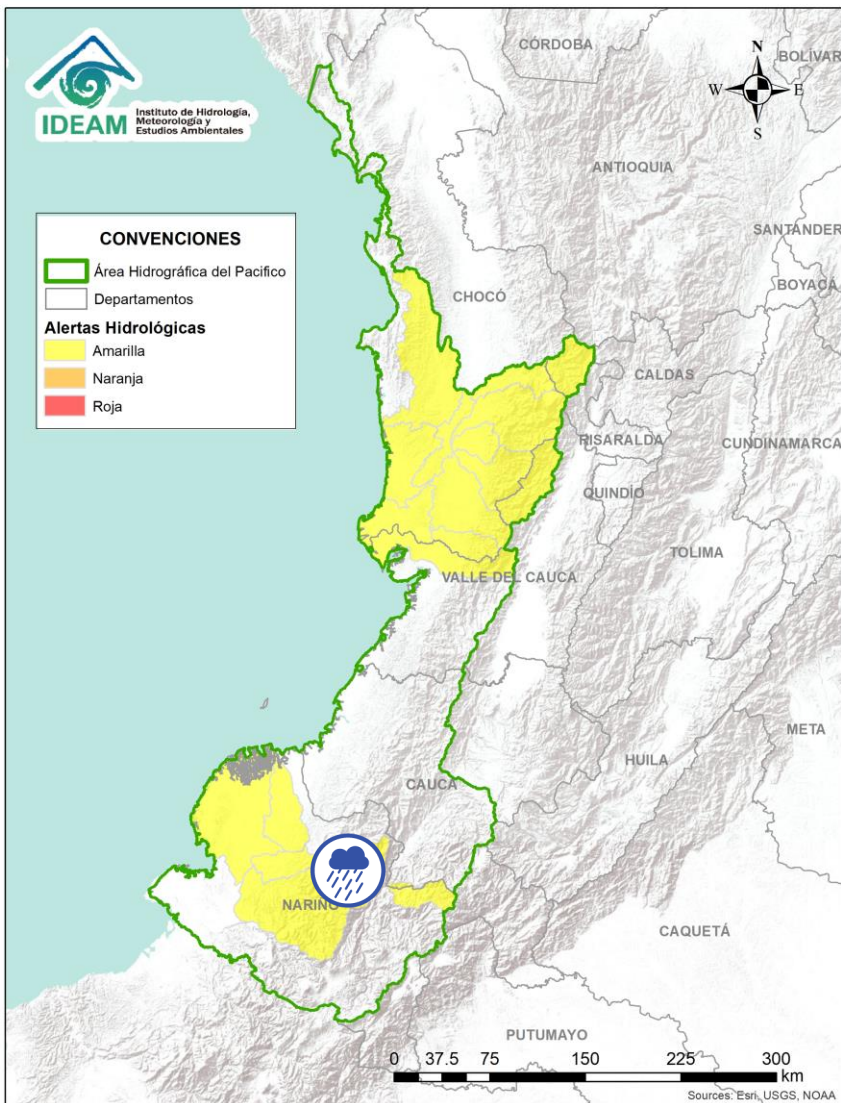 IDEAM
Instituto de Hidrología,
Meteorología y
Estudios Ambientales
CÓRDOBA
BOLÍVAR
N
W
E
S
ANTIOQUIA
SANTANDER
BOYACÁ
CONVENCIONES
Área Hidrográfica del Pacifico
Departamentos
Alertas Hidrológicas
Amarilla
Naranja
Roja
CHOCÓ
CALDAS
RISARALDA
CUNDINAMARCA
QUINDÍO
TOLIMA
VALLE DEL CAUCA
META
HUILA
CAUCA
NARIÑO
CAQUETÁ
PUTUMAYO
0 37.5 75 150 225 300
km
Sources: Esri, USGS, NOAA